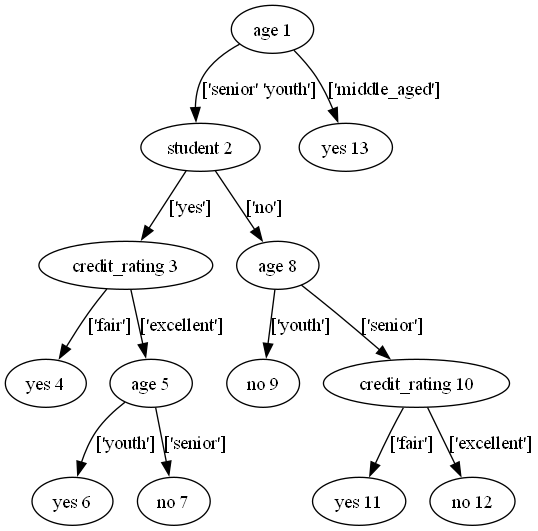 age 1
['senior' 'youth']
['middle_aged']
student 2
yes 13
['yes']
['no']
credit_rating 3
age 8
['fair']
['excellent']
['youth']
['senior']
yes 4
age 5
no 9
credit_rating 10
['youth']
['senior']
['fair']
['excellent']
yes 6
no 7
yes 11
no 12